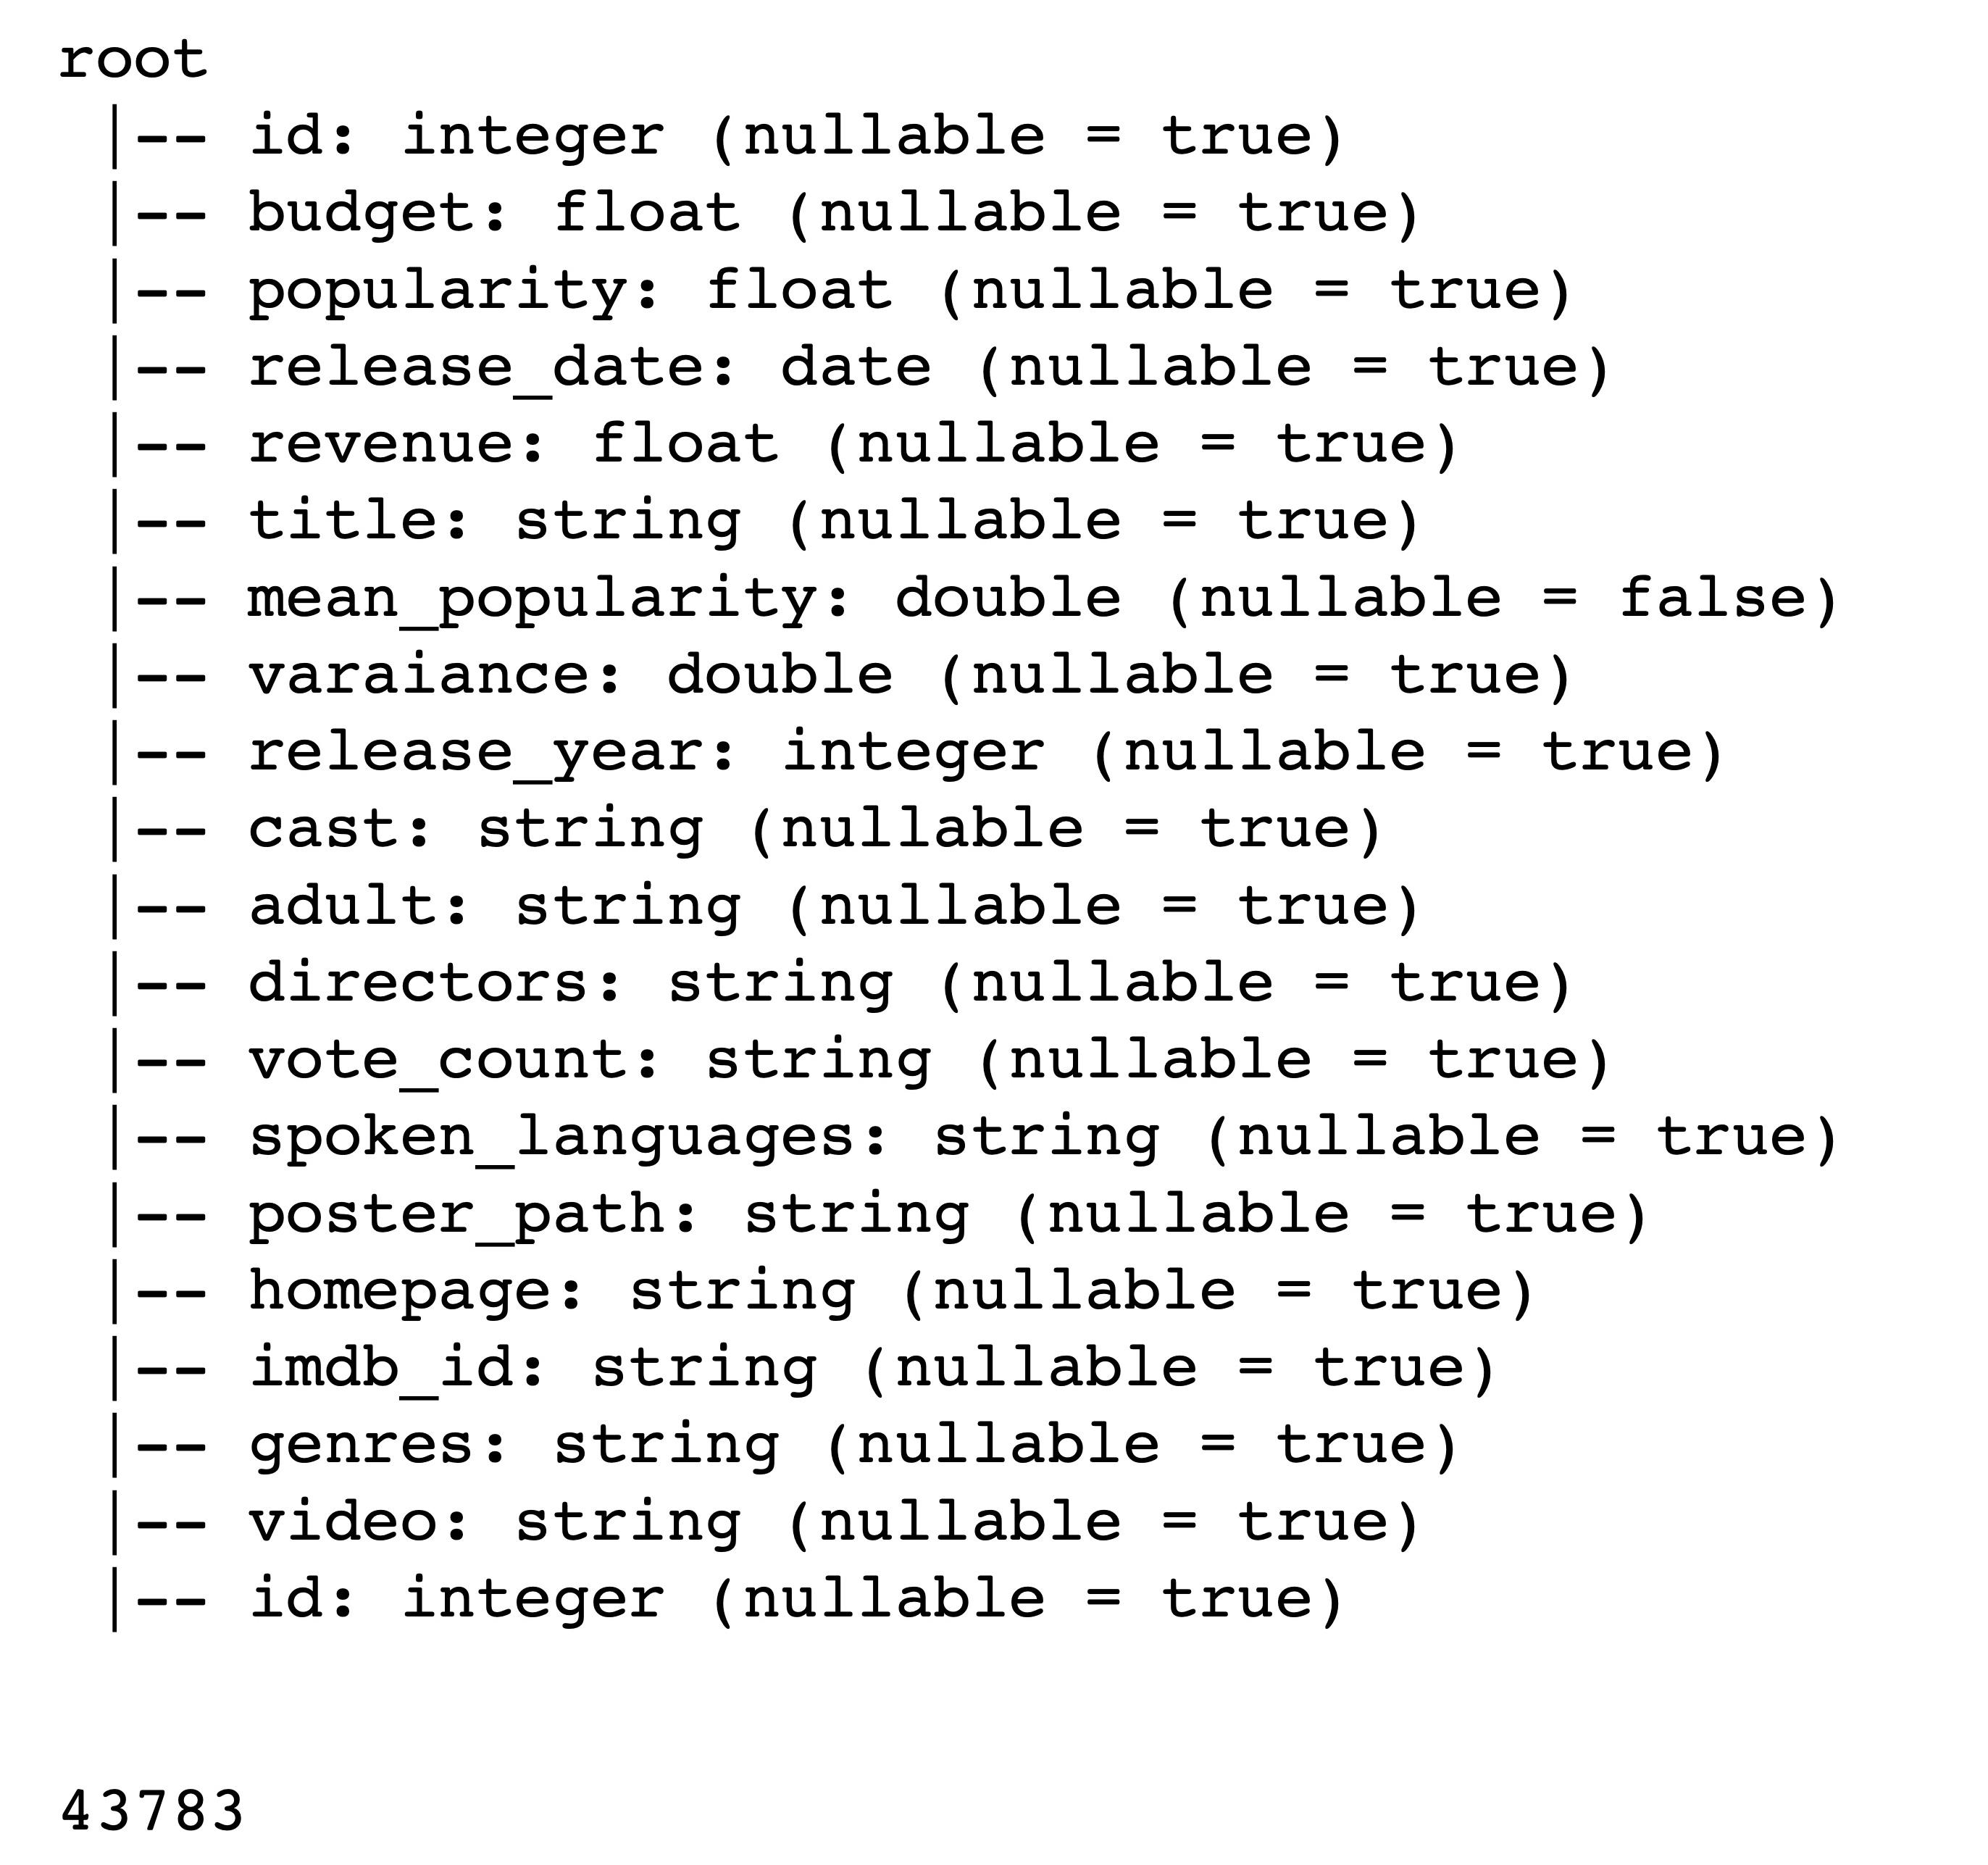 root
|-- id: integer (nullable = true)
|-- budget: float (nullable = true)
|-- popularity: float (nullable = true)
|-- release_date: date (nullable = true)
|-- revenue: float (nullable = true)
|-- title: string (nullable = true)
|-- mean_popularity: double (nullable = false)
|-- varaiance: double (nullable = true)
|-- release_year: integer (nullable = true)
|-- cast: string (nullable = true)
|-- adult: string (nullable = true)
|-- directors: string (nullable = true)
|-- vote_count: string (nullable = true)
|-- spoken_languages: string (nullable = true)
|-- poster_path: string (nullable = true)
|-- homepage: string (nullable = true)
|-- imdb_id: string (nullable = true)
|-- genres: string (nullable = true)
|-- video: string (nullable = true)
|-- id: integer (nullable = true)
43783